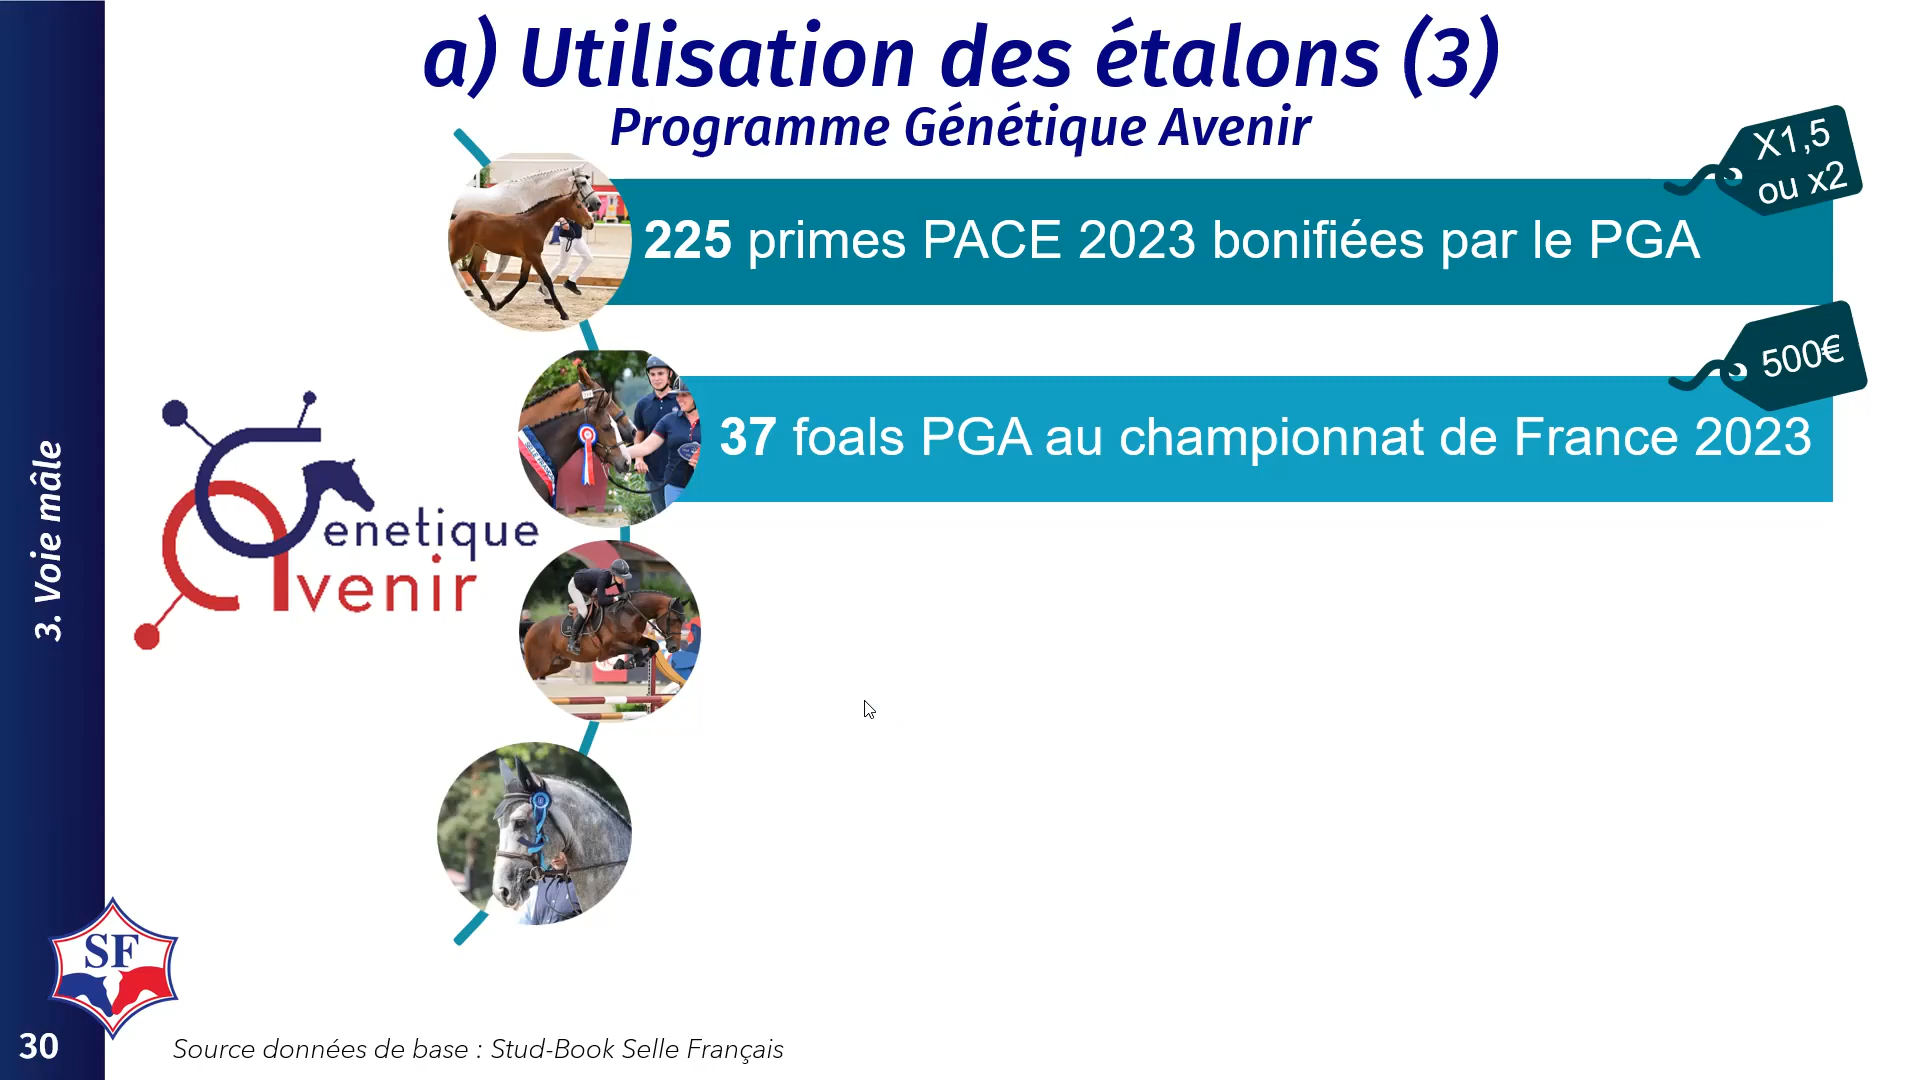 a) Utilisation des étalons (3)
Programme Génétique Avenir
X1,5
ou x2
225 primes PACE 2023 bonifiées par le PGA
500€
37 foals PGA au championnat de France 2023
Genetique
Avenir
3. Voie mâle
SF
30
Source données de base : Stud-Book Selle Français